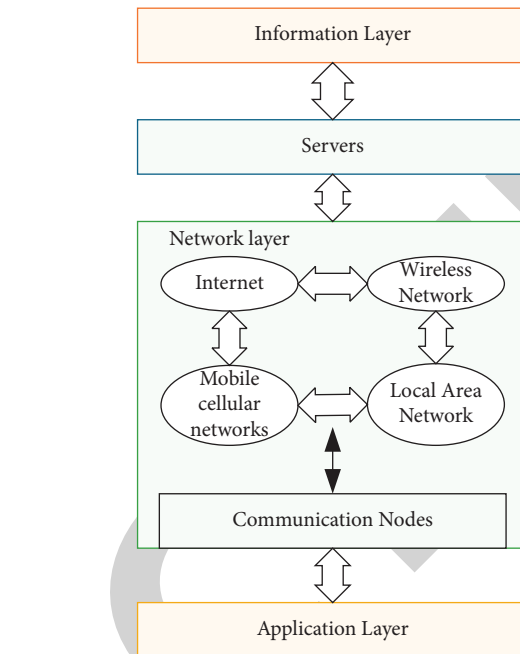 Information Layer
Servers
Network layer
Internet
Wireless
Network
Mobile
cellular
networks
Local Area
Network
Communication Nodes
Application Layer